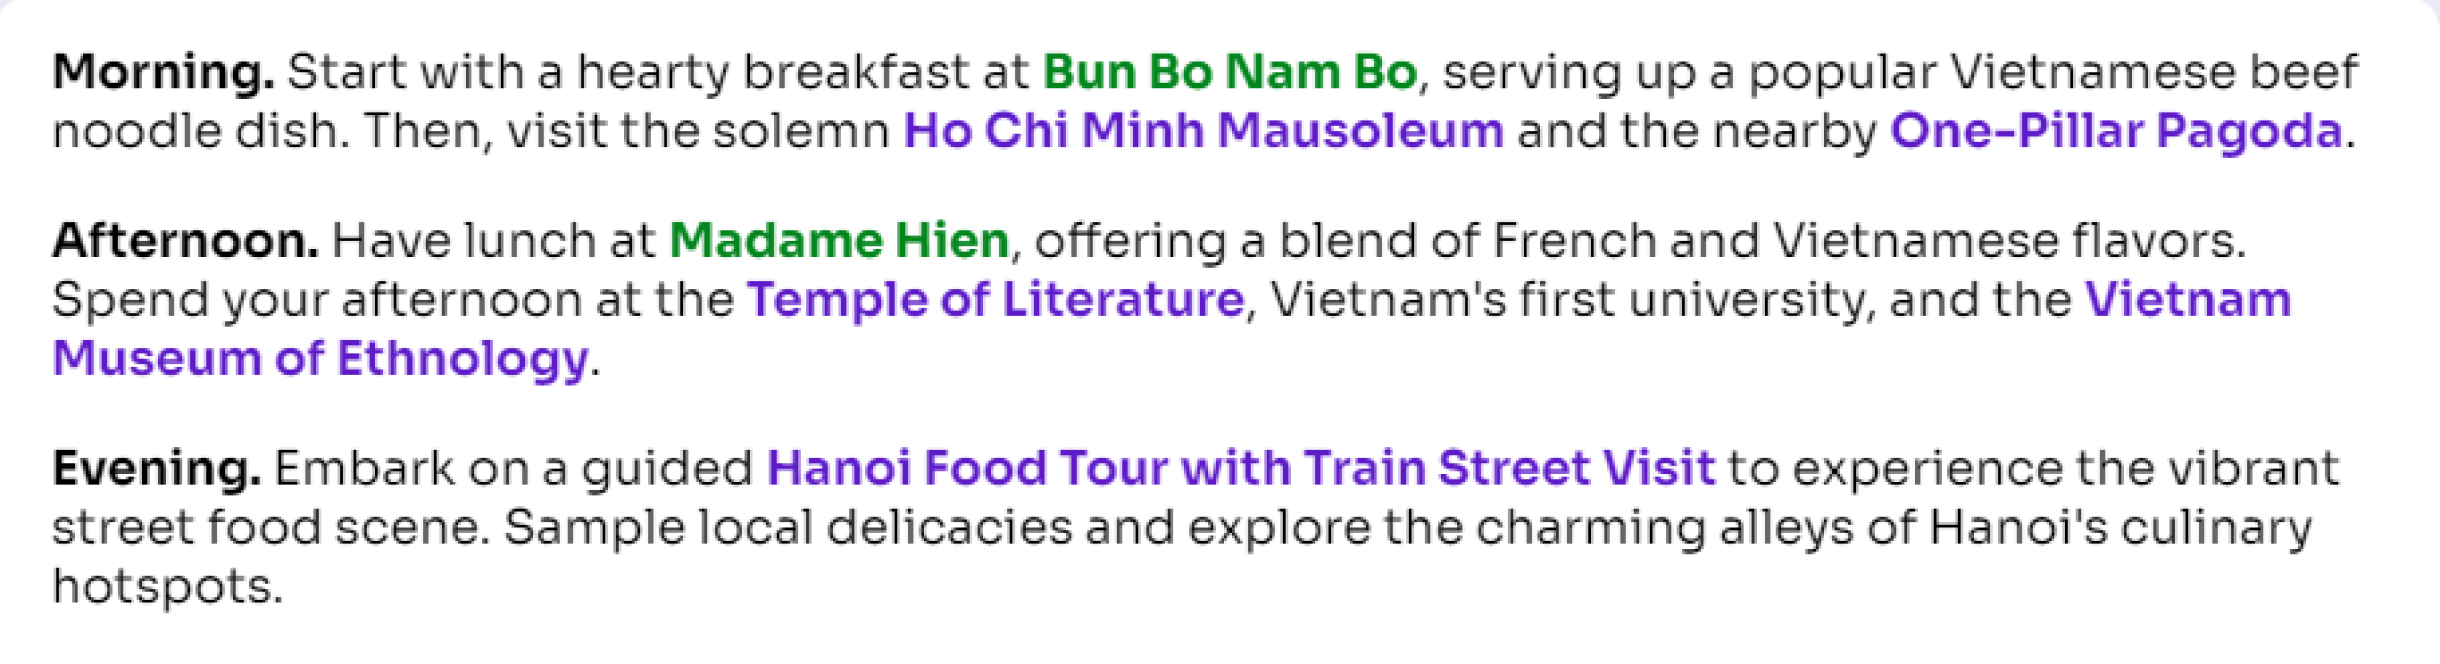 Morning. Start with a hearty breakfast at Bun Bo Nam Bo, serving up a popular Vietnamese beef
noodle dish. Then, visit the solemn Ho Chi Minh Mausoleum and the nearby One-Pillar Pagoda.
Afternoon. Have lunch at Madame Hien, offering a blend of French and Vietnamese flavors.
Spend your afternoon at the Temple of Literature, Vietnam's first university, and the Vietnam
Museum of Ethnology.
Evening. Embark on a guided Hanoi Food Tour with Train Street Visit to experience the vibrant
street food scene. Sample local delicacies and explore the charming alleys of Hanoi's culinary
hotspots.